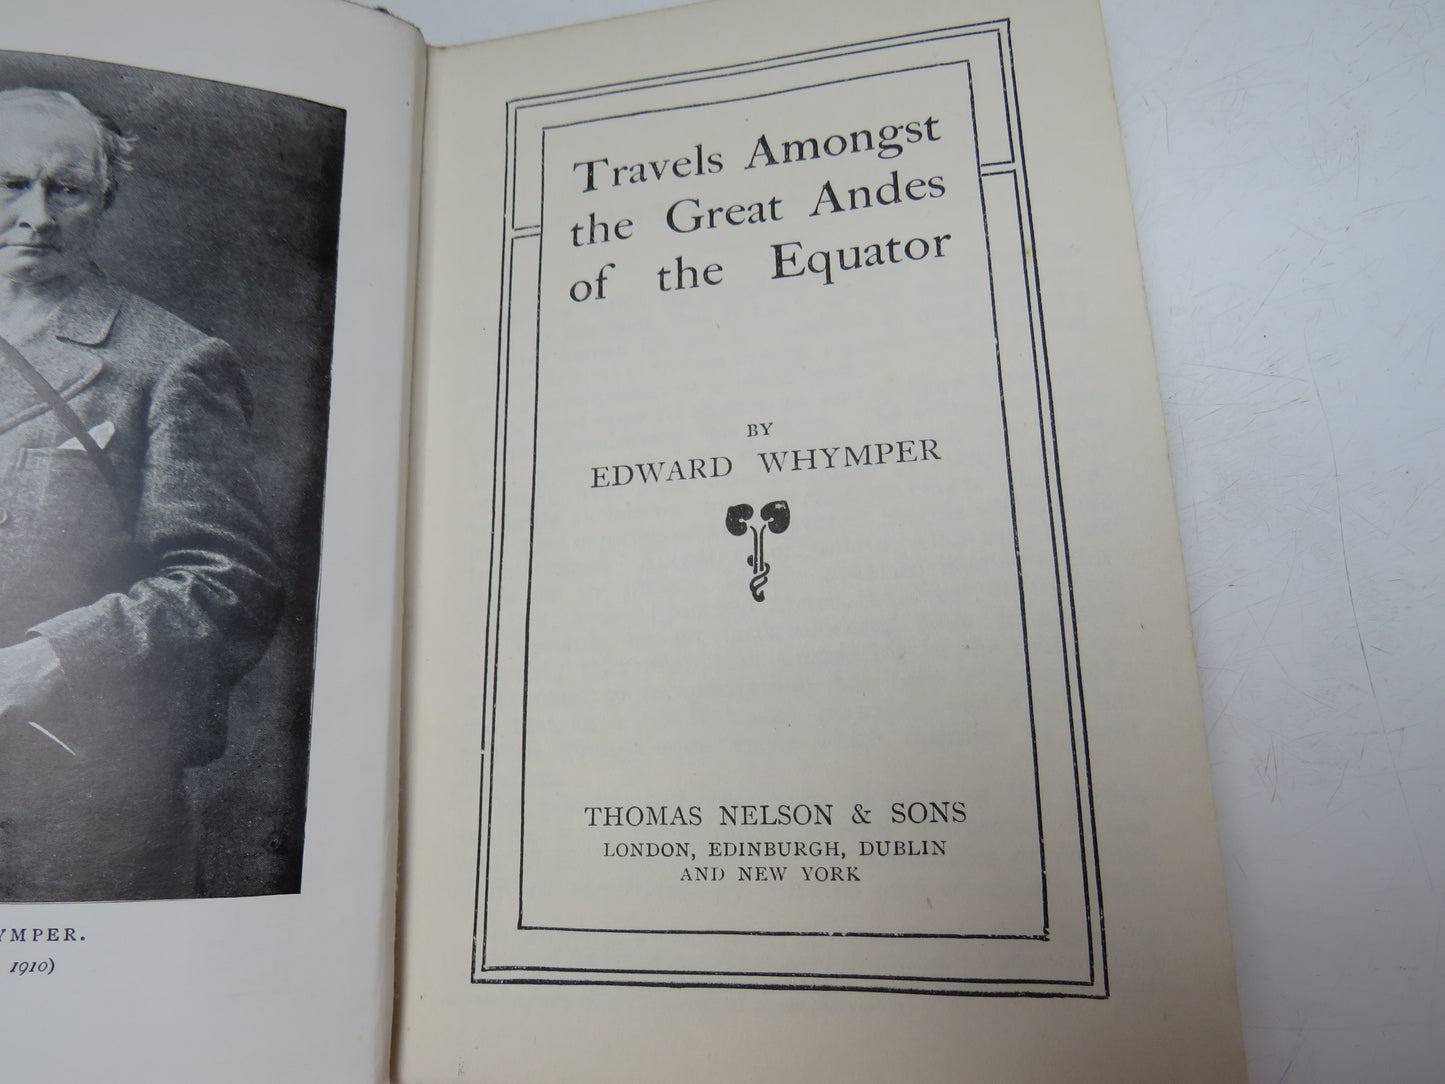 YMPER.
1910)
Travels Amongst
the Great Andes
of the Equator
BY
EDWARD WHYMPER
THOMAS NELSON & SONS
LONDON, EDINBURGH, DUBLIN
AND NEW YORK